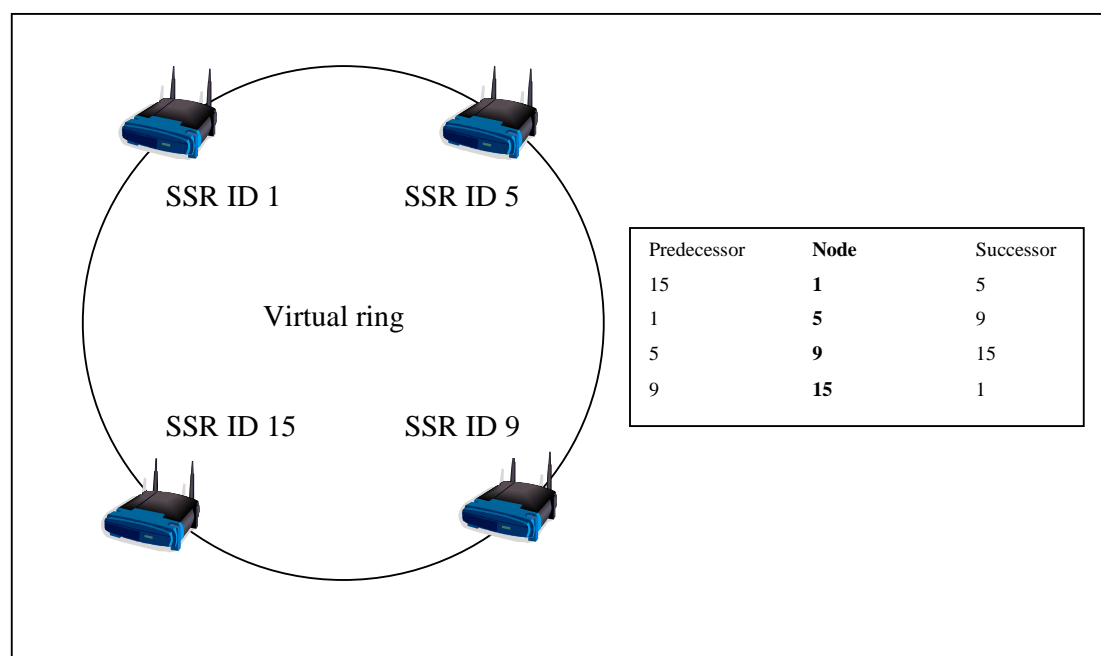 SSR ID 1 SSR ID 5
Predecessor Node Successor
15 1 5
1 5 9
5 9 15
9 15 1
Virtual ring
SSR ID 15 SSR ID 9